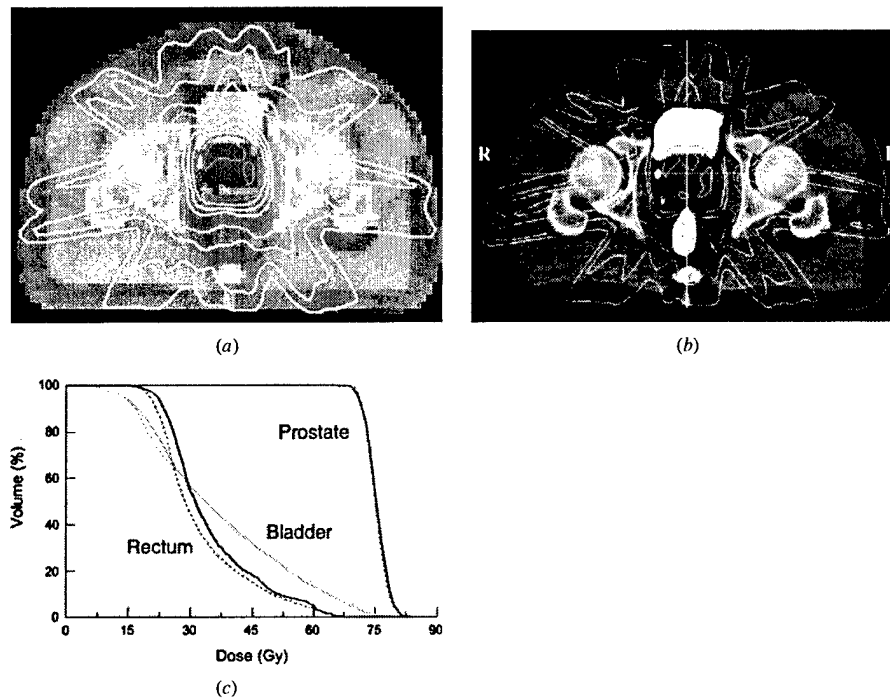 R
(a)
(b)
100
80
60
40
20
0
Volume (%)
Prostate
Bladder
Rectum
0 15 30 45 60 75 90
Dose (Gy)
(c)